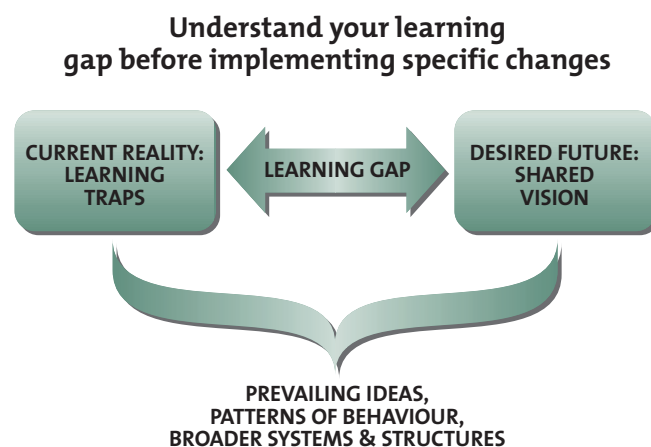 Understand your learning
gap before implementing specific changes
CURRENT REALITY:
LEARNING
TRAPS
LEARNING GAP
DESIRED FUTURE:
SHARED
VISION
PREVAILING IDEAS,
PATTERNS OF BEHAVIOUR,
BROADER SYSTEMS & STRUCTURES